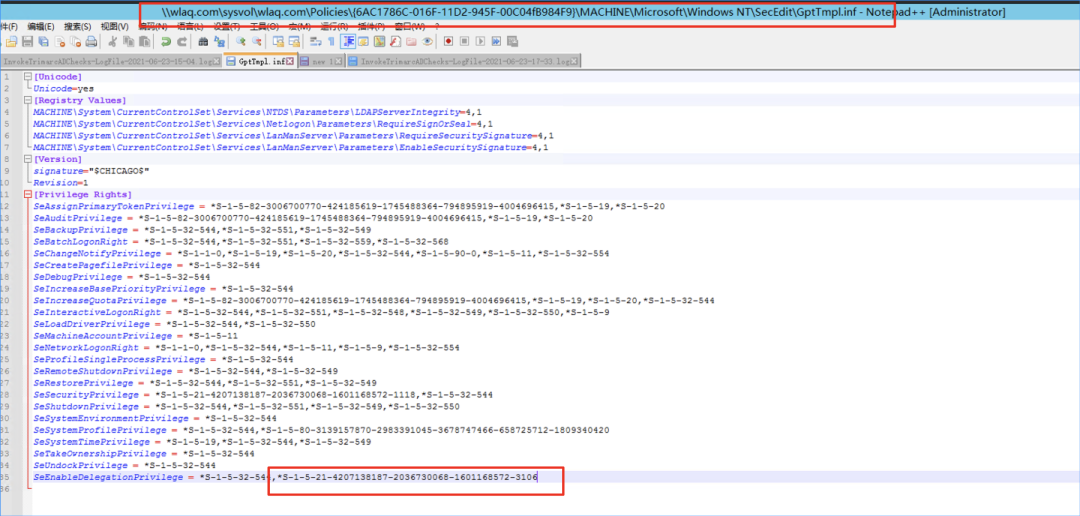 \\wlaq.com\sysvol\wlaq.com\Policies\{6AC1786C-016F-11D2-945F-00C04fB984F9}\MACHINE\Microsoft\Windows NT\SecEdit\GptTmpl.inf - Notepad++ [Administrator]
件(F) 编辑(E) 搜索(S) 视图(V) 编码(N) 语言(L) 设置(T) 工具(O) 宏(M) 运行(R) 插件(P) 窗口(W) ?
InvokeTrimarcADChecks-LogFile-2021-06-23-15-04.log GptTmpl.inf new 1 InvokeTrimarcADChecks-LogFile-2021-06-23-17-33.log
1 [Unicode]
2 Unicode=yes
3 [Registry Values]
4 MACHINE\System\CurrentControlSet\Services\NTDS\Parameters\LDAPServerIntegrity=4,1
5 MACHINE\System\CurrentControlSet\Services\Netlogon\Parameters\RequireSignOrSeal=4,1
6 MACHINE\System\CurrentControlSet\Services\LanManServer\Parameters\RequireSecuritySignature=4,1
7 MACHINE\System\CurrentControlSet\Services\LanManServer\Parameters\EnableSecuritySignature=4,1
8 [Version]
9 signature="$CHICAGO$"
10 Revision=1
11 [Privilege Rights]
12 SeAssignPrimaryTokenPrivilege = *S-1-5-82-3006700770-424185619-1745488364-794895919-4004696415,*S-1-5-19,*S-1-5-20
13 SeAuditPrivilege = *S-1-5-82-3006700770-424185619-1745488364-794895919-4004696415,*S-1-5-19,*S-1-5-20
14 SeBackupPrivilege = *S-1-5-32-544,*S-1-5-32-551,*S-1-5-32-549
15 SeBatchLogonRight = *S-1-5-32-544,*S-1-5-32-551,*S-1-5-32-559,*S-1-5-32-568
16 SeChangeNotifyPrivilege = *S-1-1-0,*S-1-5-19,*S-1-5-20,*S-1-5-32-544,*S-1-5-90-0,*S-1-5-11,*S-1-5-32-554
17 SeCreatePagefilePrivilege = *S-1-5-32-544
18 SeDebugPrivilege = *S-1-5-32-544
19 SeIncreaseBasePriorityPrivilege = *S-1-5-32-544
20 SeIncreaseQuotaPrivilege = *S-1-5-82-3006700770-424185619-1745488364-794895919-4004696415,*S-1-5-19,*S-1-5-20,*S-1-5-32-544
21 SeInteractiveLogonRight = *S-1-5-32-544,*S-1-5-32-551,*S-1-5-32-548,*S-1-5-32-549,*S-1-5-32-550,*S-1-5-9
22 SeLoadDriverPrivilege = *S-1-5-32-544,*S-1-5-32-550
23 SeMachineAccountPrivilege = *S-1-5-11
24 SeNetworkLogonRight = *S-1-1-0,*S-1-5-32-544,*S-1-5-11,*S-1-5-9,*S-1-5-32-554
25 SeProfileSingleProcessPrivilege = *S-1-5-32-544
26 SeRemoteShutdownPrivilege = *S-1-5-32-544,*S-1-5-32-549
27 SeRestorePrivilege = *S-1-5-32-544,*S-1-5-32-551,*S-1-5-32-549
28 SeSecurityPrivilege = *S-1-5-21-4207138187-2036730068-1601168572-1118,*S-1-5-32-544
29 SeShutdownPrivilege = *S-1-5-32-544,*S-1-5-32-551,*S-1-5-32-549,*S-1-5-32-550
30 SeSystemEnvironmentPrivilege = *S-1-5-32-544
31 SeSystemProfilePrivilege = *S-1-5-32-544,*S-1-5-80-3139157870-2983391045-3678747466-658725712-1809340420
32 SeSystemTimePrivilege = *S-1-5-19,*S-1-5-32-544,*S-1-5-32-549
33 SeTakeOwnershipPrivilege = *S-1-5-32-544
34 SeUndockPrivilege = *S-1-5-32-544
35 SeEnableDelegationPrivilege = *S-1-5-32-544,*S-1-5-21-4207138187-2036730068-1601168572-3106
36